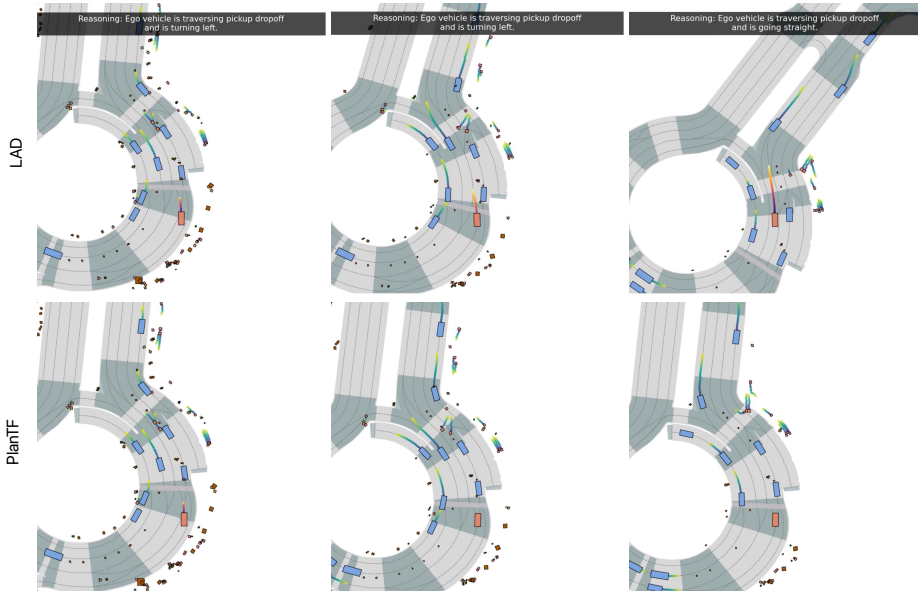 Reasoning: Ego vehicle is traversing pickup dropoff
and is turning left.
Reasoning: Ego vehicle is traversing pickup dropoff
and is turning left.
Reasoning: Ego vehicle is traversing pickup dropoff
and is going straight.
LAD
PlanTF